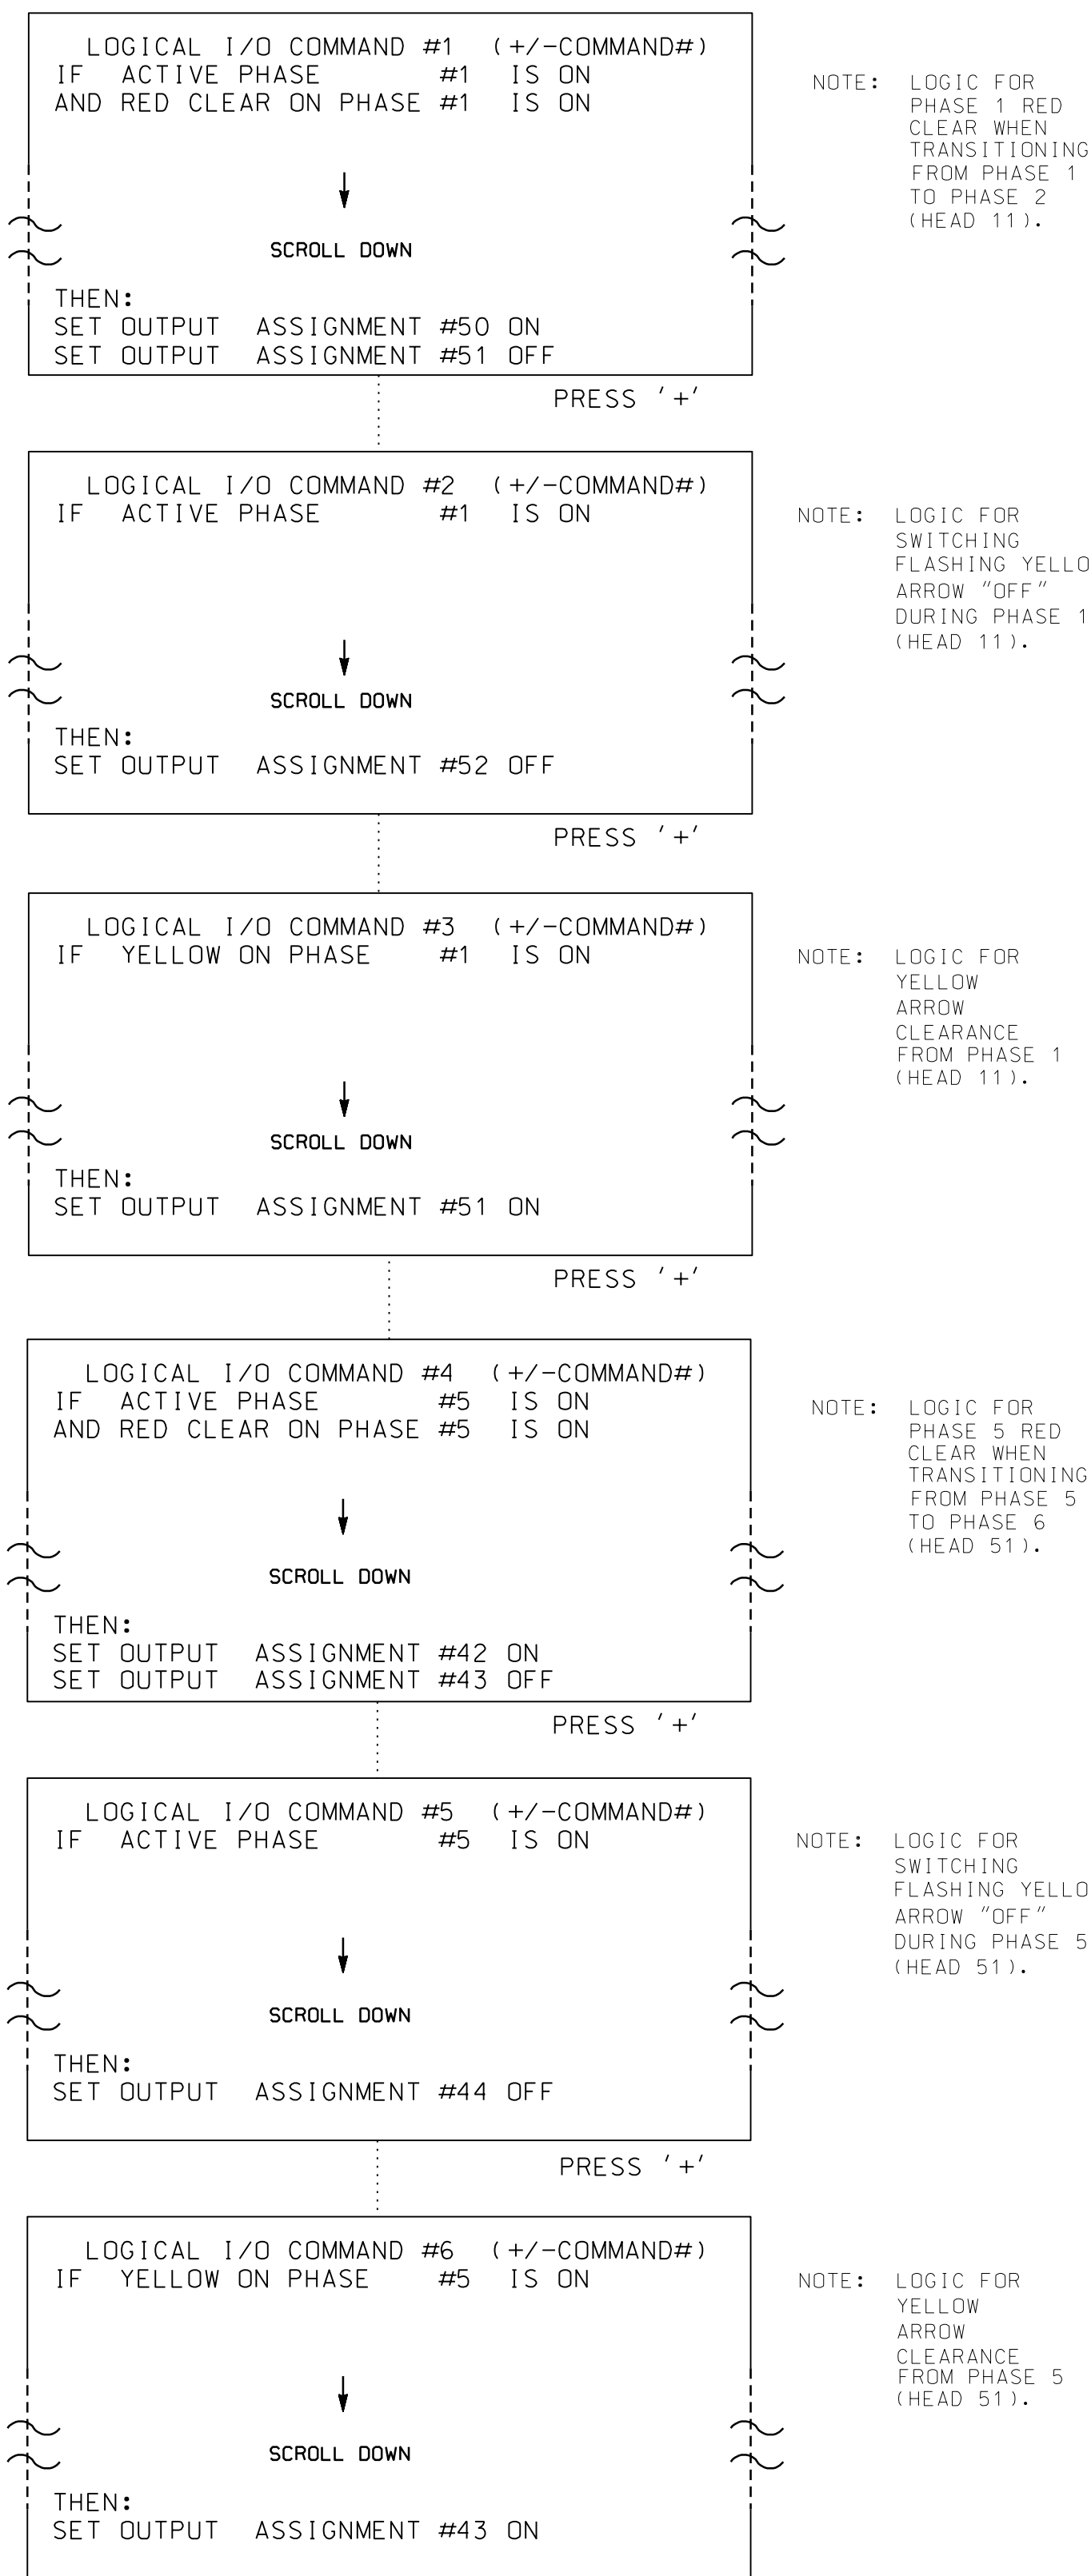 LOGICAL I/O COMMAND #1 (+/-COMMAND#)
IF ACTIVE PHASE #1 IS ON
AND RED CLEAR ON PHASE #1 IS ON
SCROLL DOWN
THEN:
SET OUTPUT ASSIGNMENT #50 ON
SET OUTPUT ASSIGNMENT #51 OFF
NOTE: LOGIC FOR
PHASE 1 RED
CLEAR WHEN
TRANSITIONING
FROM PHASE 1
TO PHASE 2
(HEAD 11).
PRESS '+'
LOGICAL I/O COMMAND #2 (+/-COMMAND#)
IF ACTIVE PHASE #1 IS ON
SCROLL DOWN
THEN:
SET OUTPUT ASSIGNMENT #52 OFF
NOTE: LOGIC FOR
SWITCHING
FLASHING YELLO
ARROW "OFF"
DURING PHASE 1
(HEAD 11).
PRESS '+'
LOGICAL I/O COMMAND #3 (+/-COMMAND#)
IF YELLOW ON PHASE #1 IS ON
SCROLL DOWN
THEN:
SET OUTPUT ASSIGNMENT #51 ON
NOTE: LOGIC FOR
YELLOW
ARROW
CLEARANCE
FROM PHASE 1
(HEAD 11).
PRESS '+'
LOGICAL I/O COMMAND #4 (+/-COMMAND#)
IF ACTIVE PHASE #5 IS ON
AND RED CLEAR ON PHASE #5 IS ON
SCROLL DOWN
THEN:
SET OUTPUT ASSIGNMENT #42 ON
SET OUTPUT ASSIGNMENT #43 OFF
NOTE: LOGIC FOR
PHASE 5 RED
CLEAR WHEN
TRANSITIONING
FROM PHASE 5
TO PHASE 6
(HEAD 51).
PRESS '+'
LOGICAL I/O COMMAND #5 (+/-COMMAND#)
IF ACTIVE PHASE #5 IS ON
SCROLL DOWN
THEN:
SET OUTPUT ASSIGNMENT #44 OFF
NOTE: LOGIC FOR
SWITCHING
FLASHING YELLO
ARROW "OFF"
DURING PHASE 5
(HEAD 51).
PRESS '+'
LOGICAL I/O COMMAND #6 (+/-COMMAND#)
IF YELLOW ON PHASE #5 IS ON
SCROLL DOWN
THEN:
SET OUTPUT ASSIGNMENT #43 ON
NOTE: LOGIC FOR
YELLOW
ARROW
CLEARANCE
FROM PHASE 5
(HEAD 51).